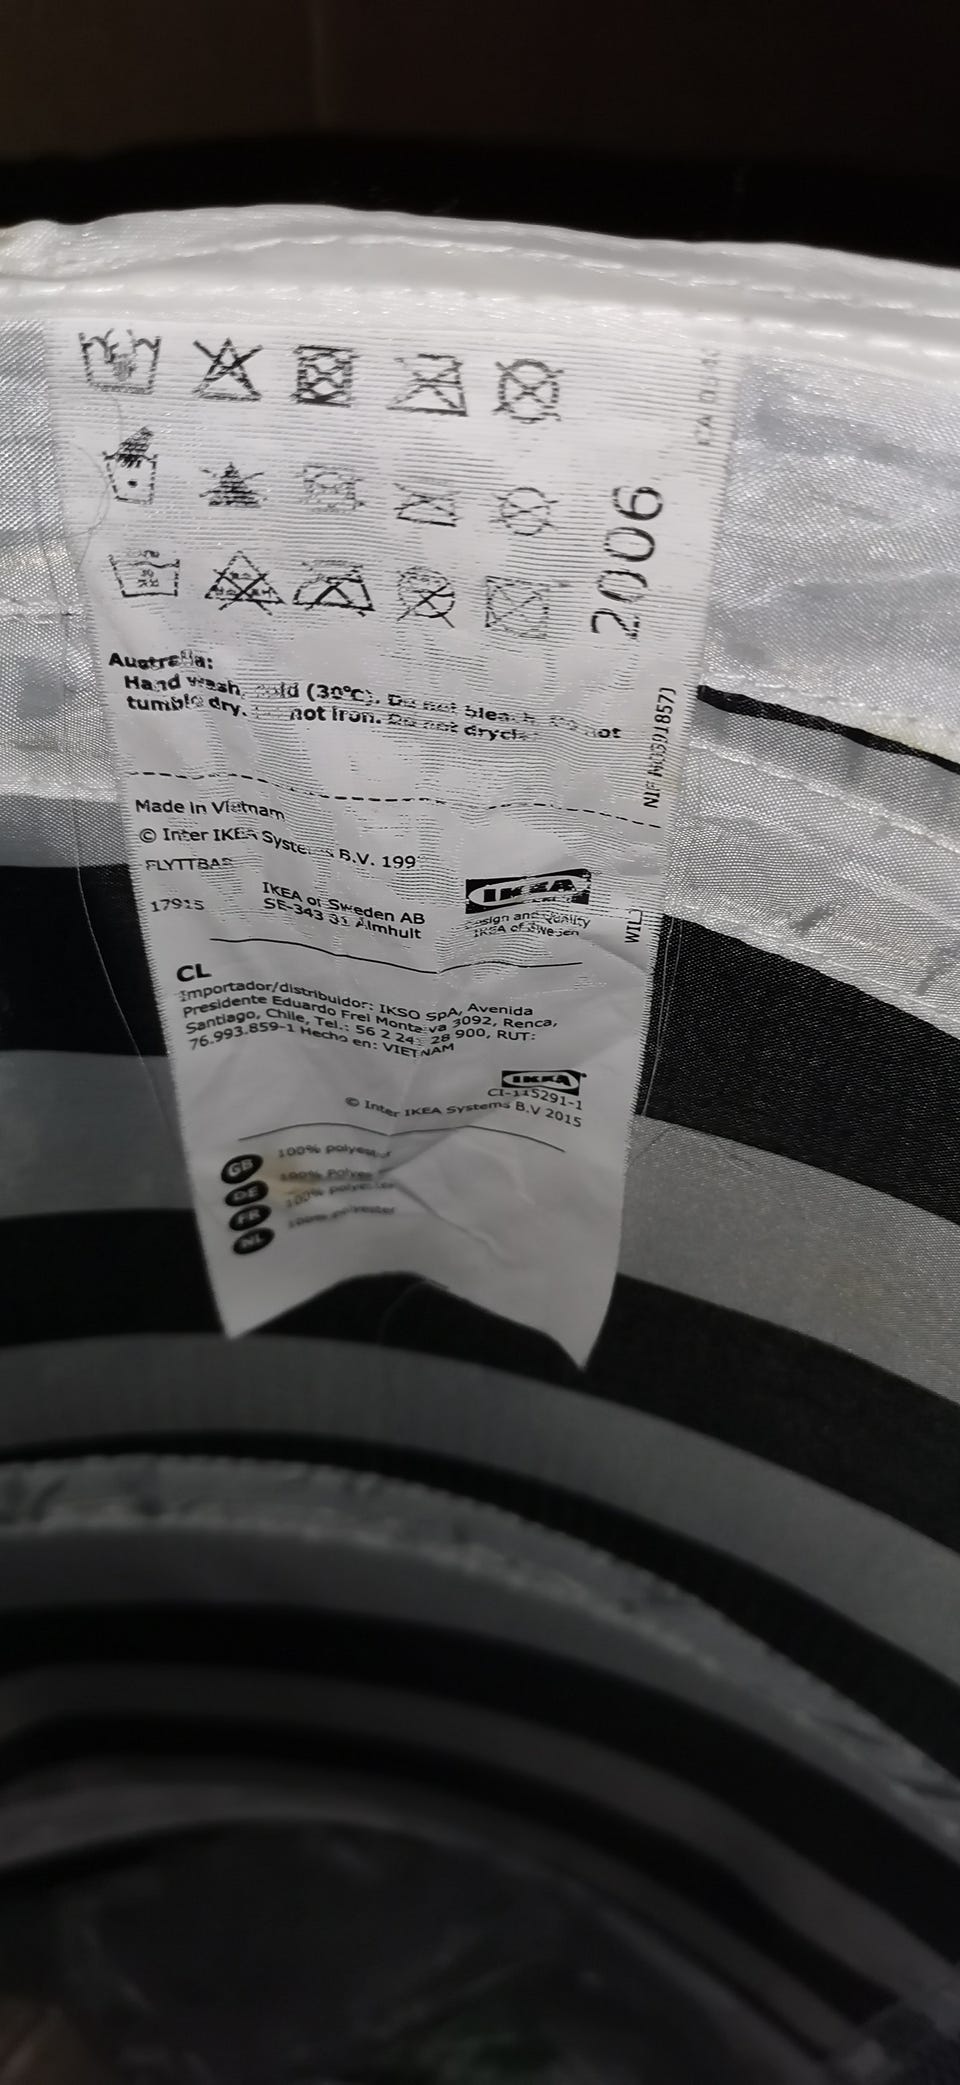 2006
Australia:
Hand wash, cold (30°C). Do not bleach. Do not
tumble dry. not iron. Do not dryclean
Made in Vietnam
© Inter IKEA Systems B.V. 199
FLYTTBAR
17915
IKEA of Sweden AB
SE-343 81 Älmhult
IKEA
Design and Quality
IKEA of Sweden
CL
Importador/distribuidor: IKSO SpA, Avenida
Presidente Eduardo Frei Montalva 3092, Renca,
Santiago, Chile, Tel.: 56 2 28 900, RUT:
76.993.859-1 Hecho en: VIETNAM
IKEA
CI-115291-1
© Inter IKEA Systems B.V 2015
GB 100% polyester
DE 100% Polyester
FR 100% polyester
NL 100% polyester